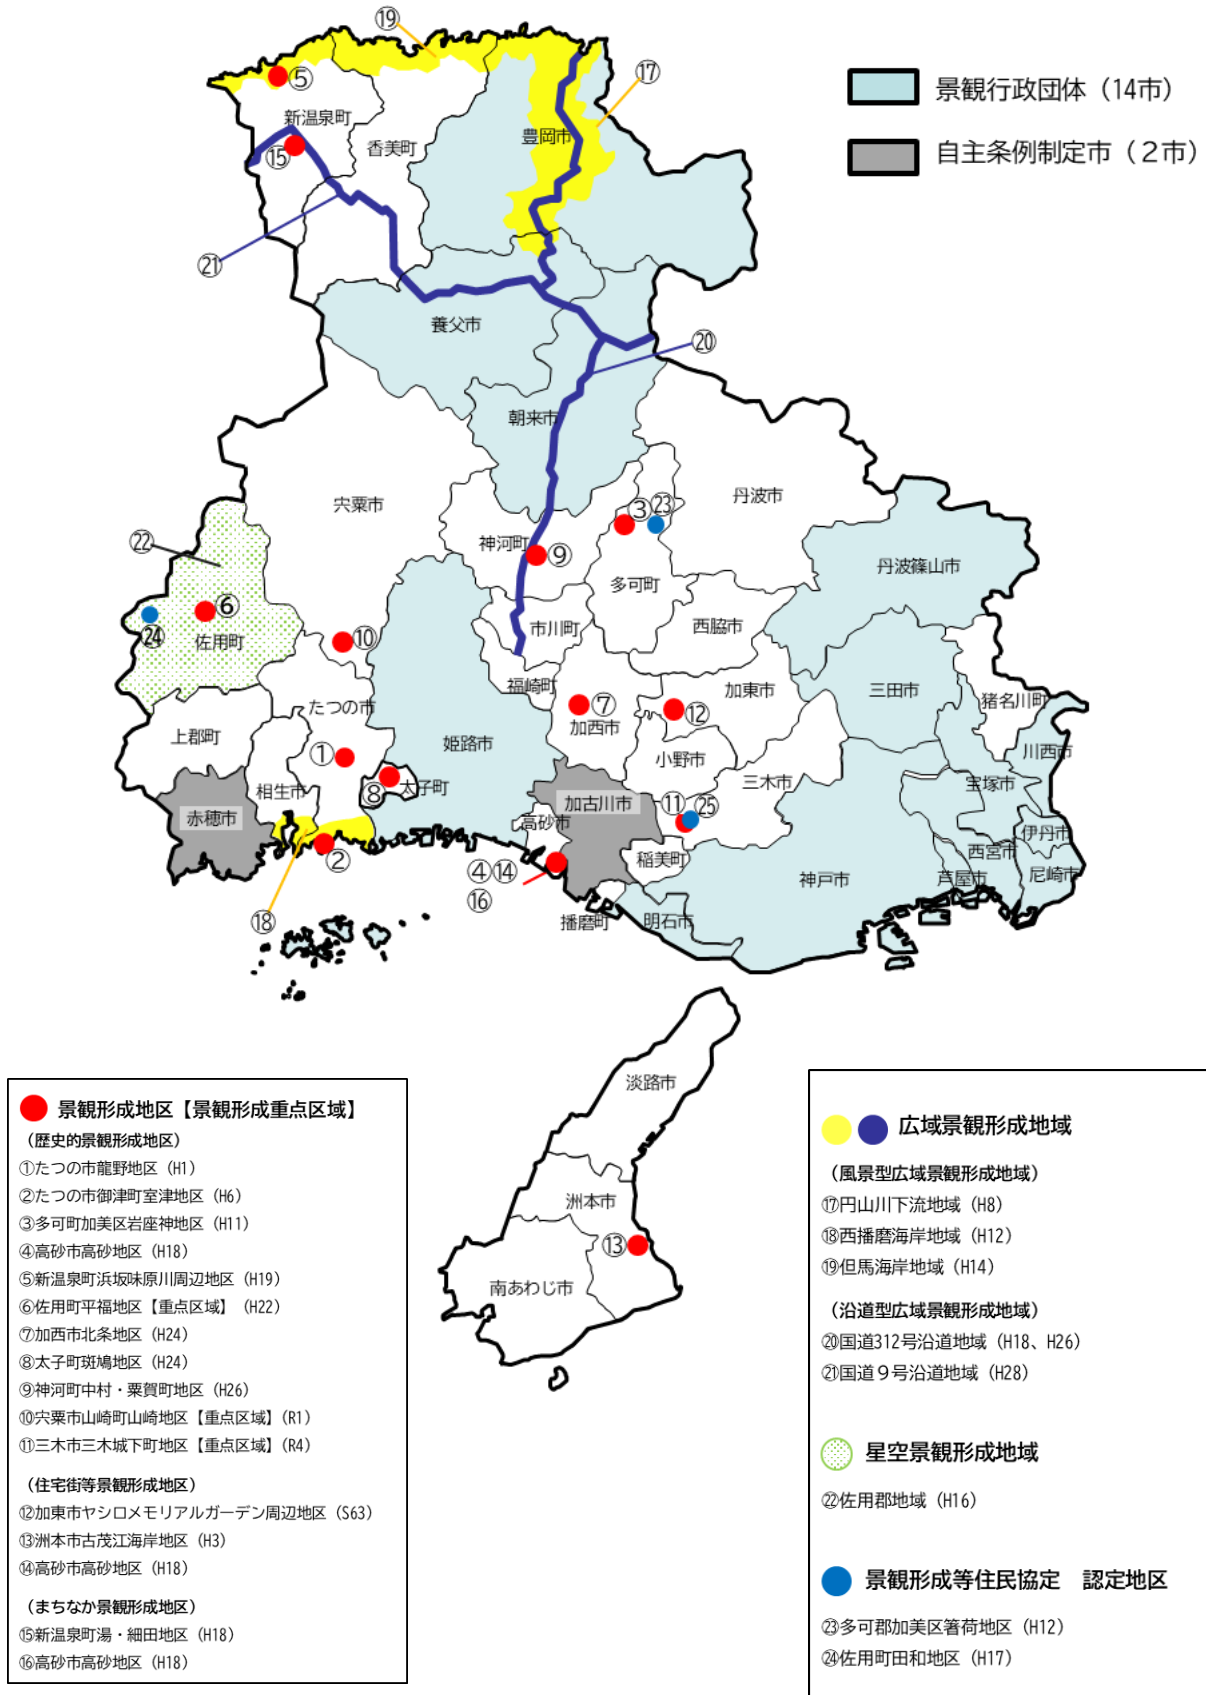 ⑲
⑤
⑰
景観行政団体（14市）
新温泉町
豊岡市
香美町
自主条例制定市（２市）
⑮
㉑
養父市
⑳
朝来市
宍粟市
丹波市
③
㉓
㉒
神河町
⑨
丹波篠山市
多可町
⑥
㉔
佐用町
⑩
市川町
西脇市
福崎町
加東市
三田市
猪名川町
たつの市
⑦
加西市
⑫
上郡町
姫路市
小野市
川西市
①
三木市
宝塚市
相生市
⑧
太子町
赤穂市
加古川市
⑪
㉕
高砂市
伊丹市
②
稲美町
西宮市
④⑭
神戸市
芦屋市
尼崎市
⑯
⑱
播磨町
明石市
淡路市
洲本市
⑬
南あわじ市
景観形成地区【景観形成重点区域】
（歴史的景観形成地区）
①たつの市龍野地区（H1）
②たつの市御津町室津地区（H6）
③多可町加美区岩座神地区（H11）
④高砂市高砂地区（H18）
⑤新温泉町浜坂味原川周辺地区（H19）
⑥佐用町平福地区【重点区域】（H22）
⑦加西市北条地区（H24）
⑧太子町斑鳩地区（H24）
⑨神河町中村・粟賀町地区（H26）
⑩宍粟市山崎町山崎地区【重点区域】（R1）
⑪三木市三木城下町地区【重点区域】（R4）
（住宅街等景観形成地区）
⑫加東市ヤシロメモリアルガーデン周辺地区（S63）
⑬洲本市古茂江海岸地区（H3）
⑭高砂市高砂地区（H18）
（まちなか景観形成地区）
⑮新温泉町湯・細田地区（H18）
⑯高砂市高砂地区（H18）
広域景観形成地域
（風景型広域景観形成地域）
⑰円山川下流地域（H8）
⑱西播磨海岸地域（H12）
⑲但馬海岸地域（H14）
（沿道型広域景観形成地域）
⑳国道312号沿道地域（H18、H26）
㉑国道９号沿道地域（H28）
星空景観形成地域
㉒佐用郡地域（H16）
景観形成等住民協定　認定地区
㉓多可郡加美区箸荷地区（H12）
㉔佐用町田和地区（H17）